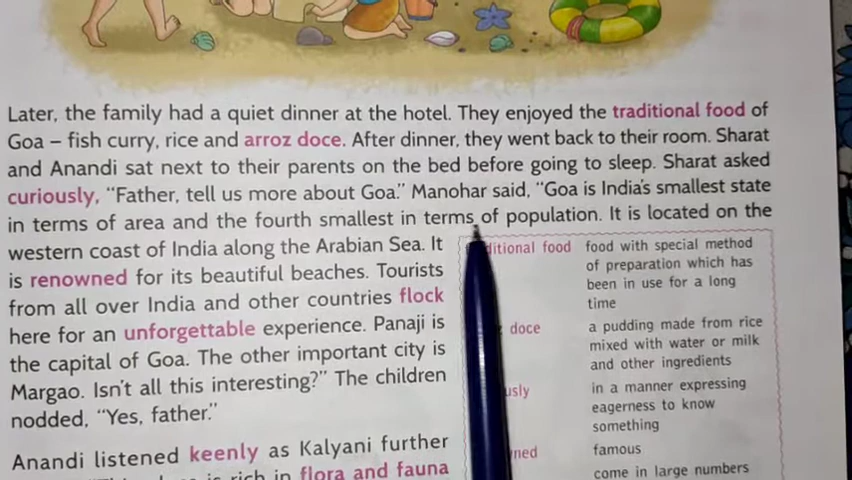 Later, the family had a quiet dinner at the hotel. They enjoyed the traditional food of
Goa – fish curry, rice and arroz doce. After dinner, they went back to their room. Sharat
and Anandi sat next to their parents on the bed before going to sleep. Sharat asked
curiously, “Father, tell us more about Goa.” Manohar said, “Goa is India's smallest state
in terms of area and the fourth smallest in terms of population. It is located on the
western coast of India along the Arabian Sea. It
is renowned for its beautiful beaches. Tourists
from all over India and other countries flock
here for an unforgettable experience. Panaji is
the capital of Goa. The other important city is
Margao. Isn't all this interesting?” The children
nodded, “Yes, father.”
Anandi listened keenly as Kalyani further
is rich in flora and fauna
ditional food food with special method
of preparation which has
been in use for a long
time
doce a pudding made from rice
mixed with water or milk
and other ingredients
usly in a manner expressing
eagerness to know
something
ned famous
come in large numbers